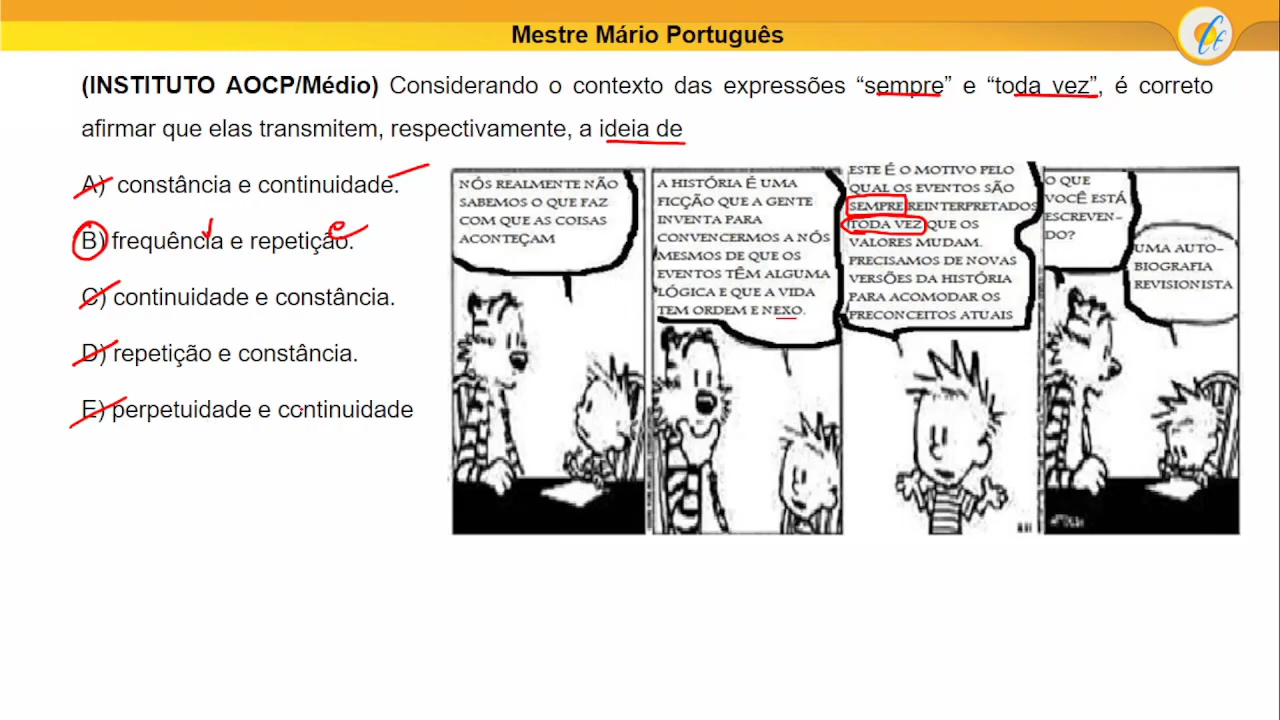 Mestre Mário Português
(INSTITUTO AOCP/Médio) Considerando o contexto das expressões “sempre” e “toda vez”, é correto
afirmar que elas transmitem, respectivamente, a ideia de
A) constância e continuidade.
B) frequência e repetição.
C) continuidade e constância.
D) repetição e constância.
E) perpetuidade e continuidade
NÓS REALMENTE NÃO
SABEMOS O QUE FAZ
COM QUE AS COISAS
ACONTEÇAM
A HISTÓRIA É UMA
FICÇÃO QUE A GENTE
INVENTA PARA
CONVENCERMOS A NÓS
MESMOS DE QUE OS
EVENTOS TÊM ALGUMA
LÓGICA E QUE A VIDA
TEM ORDEM E NEXO.
ESTE É O MOTIVO PELO
QUAL OS EVENTOS SÃO
SEMPRE REINTERPRETADOS
TODA VEZ QUE OS
VALORES MUDAM.
PRECISAMOS DE NOVAS
VERSÕES DA HISTÓRIA
PARA ACOMODAR OS
PRECONCEITOS ATUAIS
O QUE
VOCÊ ESTÁ
ESCREVEN-
DO?
UMA AUTO-
BIOGRAFIA
REVISIONISTA